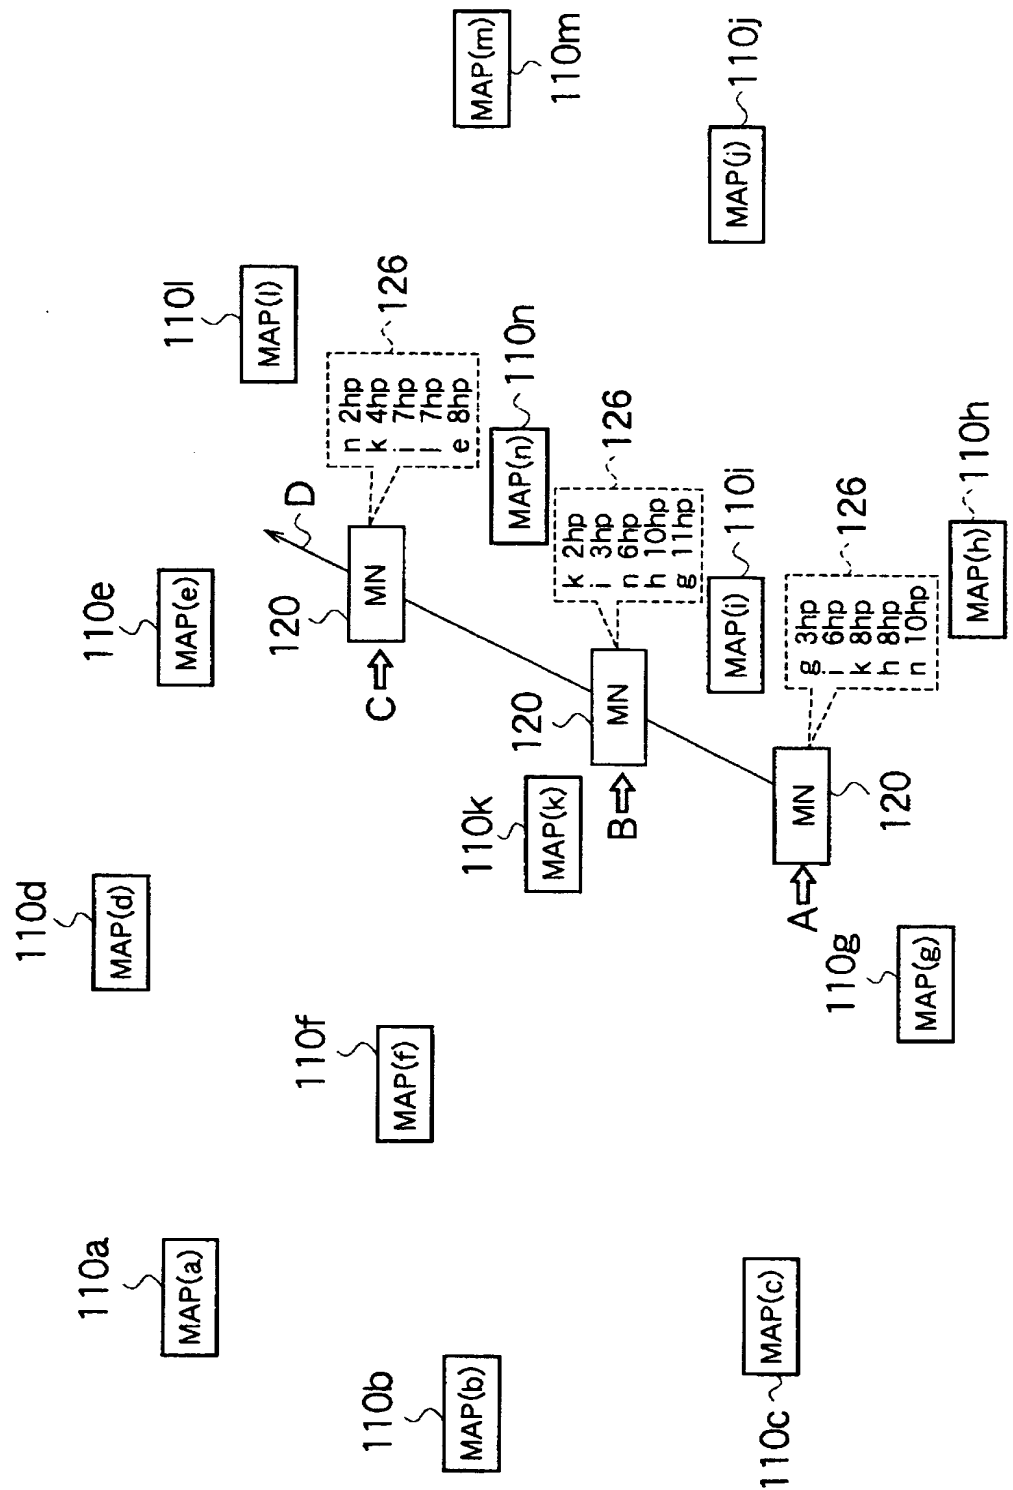 110d
MAP(d)
110a
MAP(a)
110e
MAP(e)
110l
MAP(l)
D
110f
MAP(f)
110b
MAP(b)
C
120
MN
n 2hp
k 4hp
i 7hp
l 7hp
e 8hp
126
MAP(m)
110m
110k
MAP(k)
MAP(n)
110n
B
120
MN
k 2hp
i 3hp
n 6hp
h 10hp
g 11hp
126
MAP(i)
110i
MAP(j)
110j
MAP(c)
110c
A
MN
120
g 3hp
i 6hp
k 8hp
h 8hp
n 10hp
126
110g
MAP(g)
MAP(h)
110h